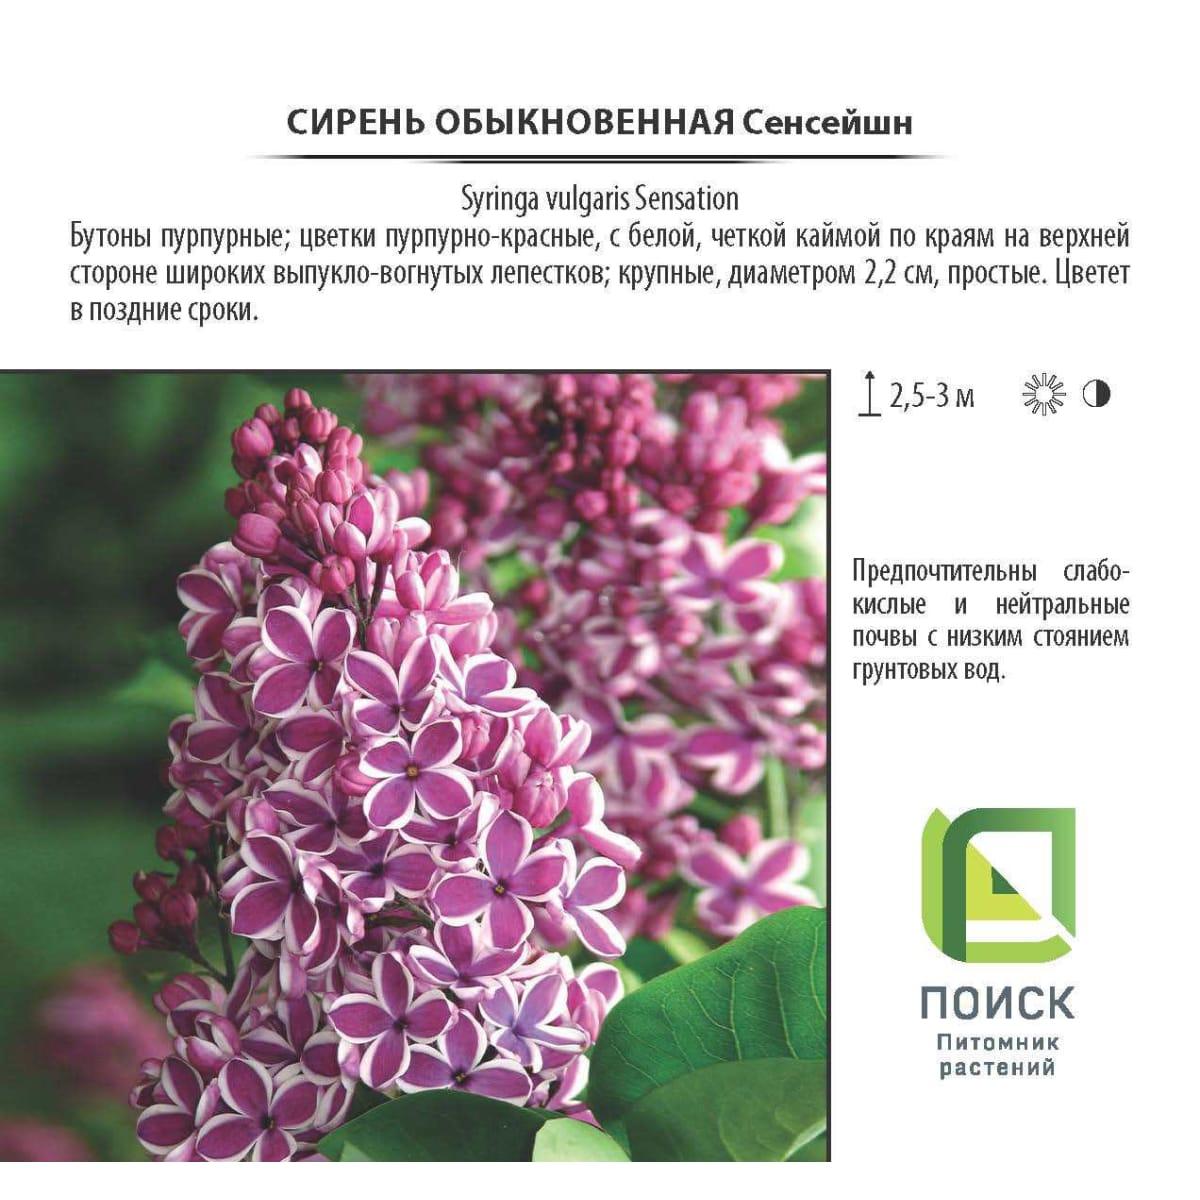 СИРЕНЬ ОБЫКНОВЕННАЯ Сенсейшн
Syringa vulgaris Sensation
Бутоны пурпурные; цветки пурпурно-красные, с белой, четкой каймой по краям на верхней
стороне широких выпукло-вогнутых лепестков; крупные, диаметром 2,2 см, простые. Цветет
в поздние сроки.
2,5-3 м
Предпочтительны слабо-
кислые и нейтральные
почвы с низким стоянием
грунтовых вод.
ПОИСК
Питомник
растений